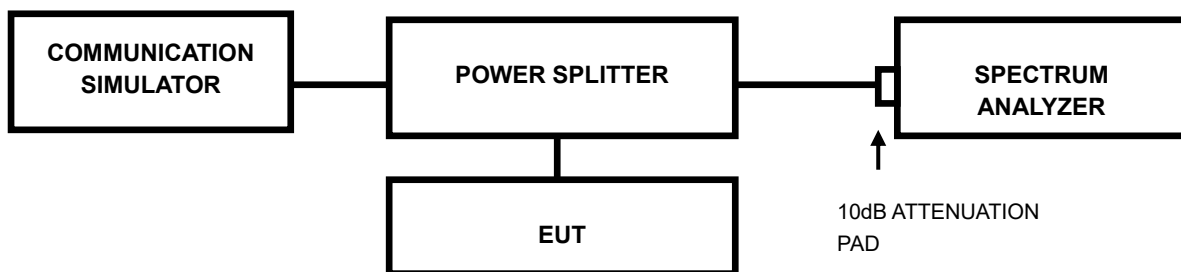 COMMUNICATION
SIMULATOR
POWER SPLITTER
SPECTRUM
ANALYZER
EUT
10dB ATTENUATION
PAD